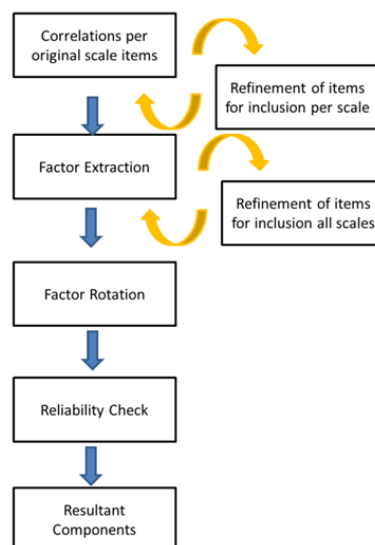 Correlations per
original scale items
Refinement of items
for inclusion per scale
Factor Extraction
Refinement of items
for inclusion all scales
Factor Rotation
Reliability Check
Resultant
Components